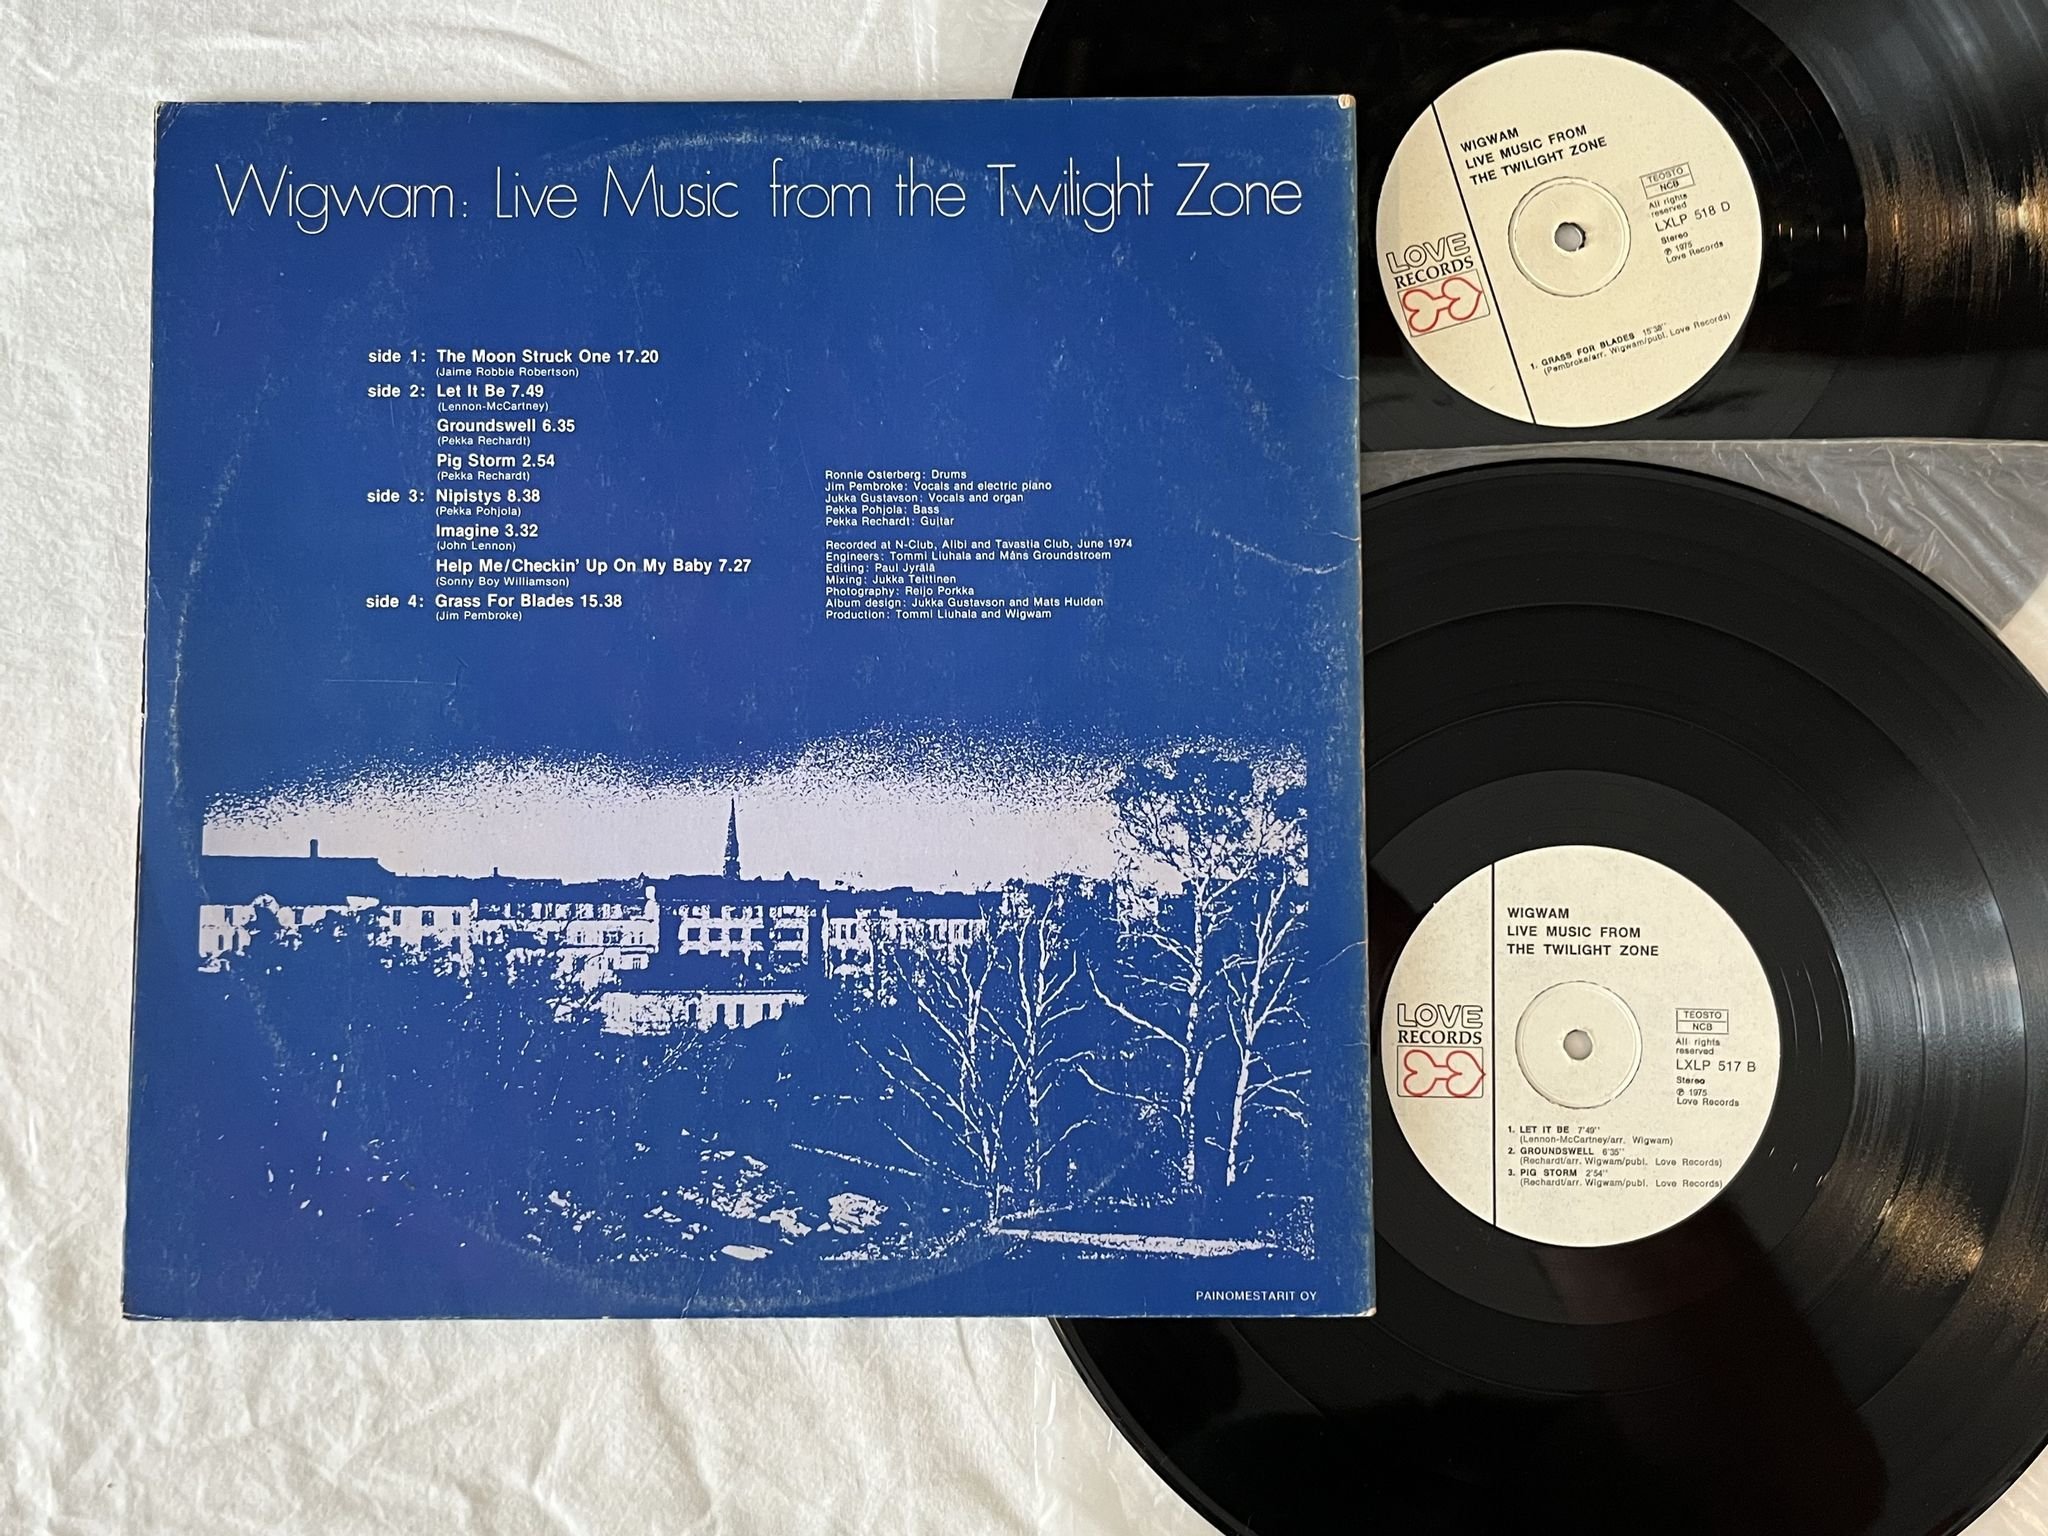 Wigwam: Live Music from the Twilight Zone
side 1: The Moon Struck One 17.20
(Jaime Robbie Robertson)
side 2: Let It Be 7.49
(Lennon-McCartney)
Groundswell 6.35
(Pekka Rechardt)
Pig Storm 2.54
(Pekka Rechardt)
side 3: Nipistys 8.38
(Pekka Pohjola)
Imagine 3.32
(John Lennon)
Help Me/Checkin' Up On My Baby 7.27
(Sonny Boy Williamson)
side 4: Grass For Blades 15.38
(Jim Pembroke)
Ronnie Österberg: Drums
Jim Pembroke: Vocals and electric piano
Jukka Gustavson: Vocals and organ
Pekka Pohjola: Bass
Pekka Rechardt: Guitar
Recorded at N-Club, Alibi and Tavastia Club, June 1974
Engineers: Tommi Liuhala and Måns Groundstroem
Editing: Paul Jyrälä
Mixing: Jukka Teittinen
Photography: Reijo Porkka
Album design: Jukka Gustavson and Mats Hulden
Production: Tommi Liuhala and Wigwam
PAINOMESTARIT OY
WIGWAM
LIVE MUSIC FROM
THE TWILIGHT ZONE
LOVE
RECORDS
TEOSTO
NCB
All rights
reserved
LXLP 518 D
Stereo
℗ 1975
Love Records
1. GRASS FOR BLADES 15'38''
(Pembroke/arr. Wigwam/publ. Love Records)
WIGWAM
LIVE MUSIC FROM
THE TWILIGHT ZONE
LOVE
RECORDS
TEOSTO
NCB
All rights
reserved
LXLP 517 B
Stereo
℗ 1975
Love Records
1. LET IT BE 7'49''
(Lennon-McCartney/arr. Wigwam)
2. GROUNDSWELL 6'35''
(Rechardt/arr. Wigwam/publ. Love Records)
3. PIG STORM 2'54''
(Rechardt/arr. Wigwam/publ. Love Records)